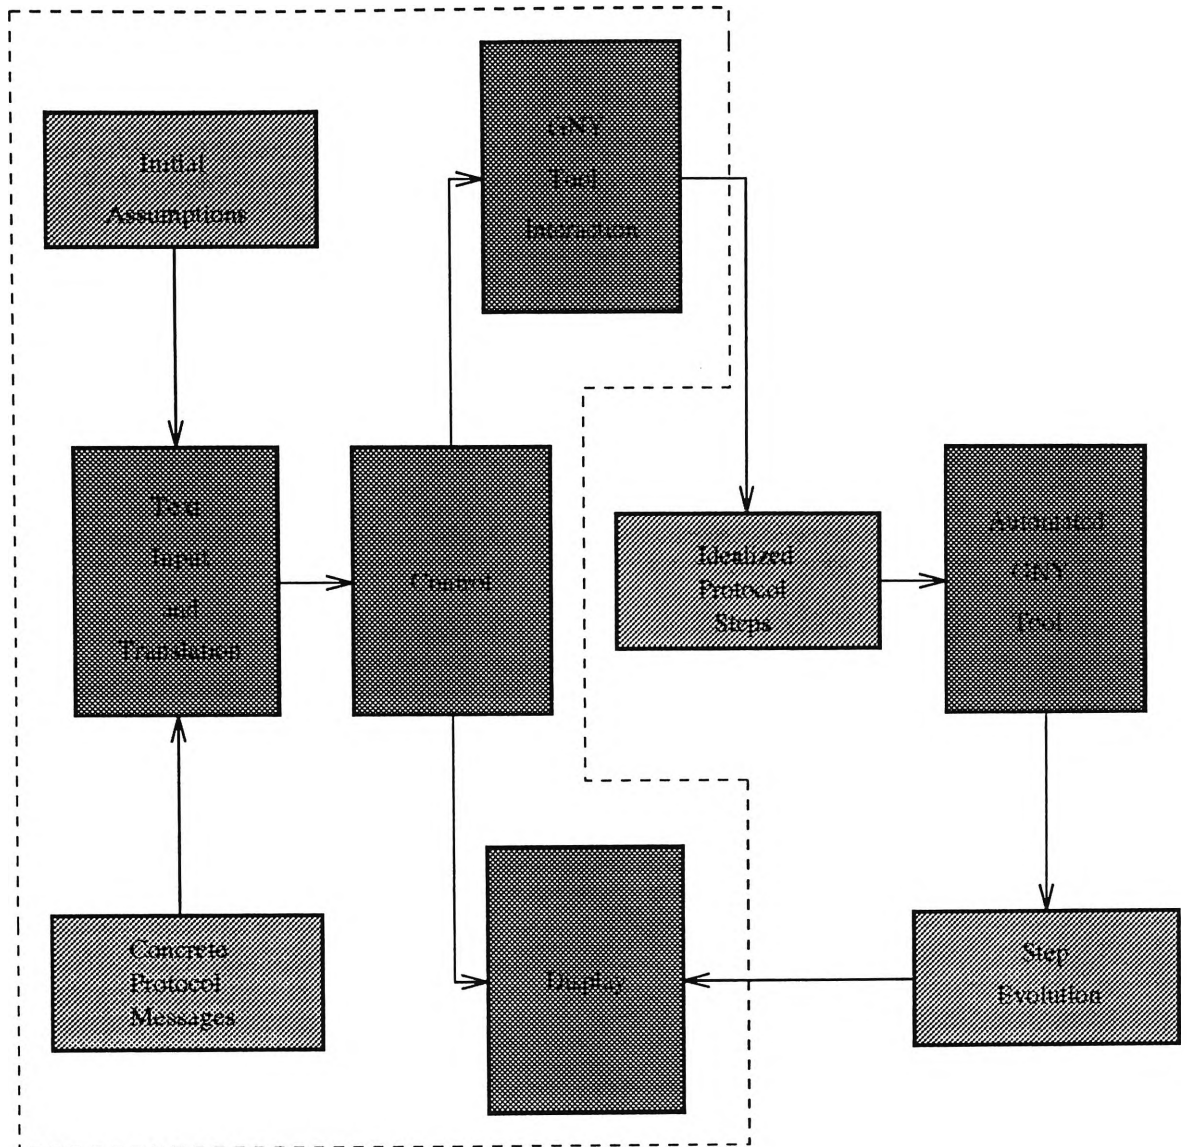 Initial
Assumptions
GNY
Tool
Interaction
Text
Input
and
Translation
Control
Idealized
Protocol
Steps
Automated
GNY
Tool
Concrete
Protocol
Messages
Display
Step
Evolution